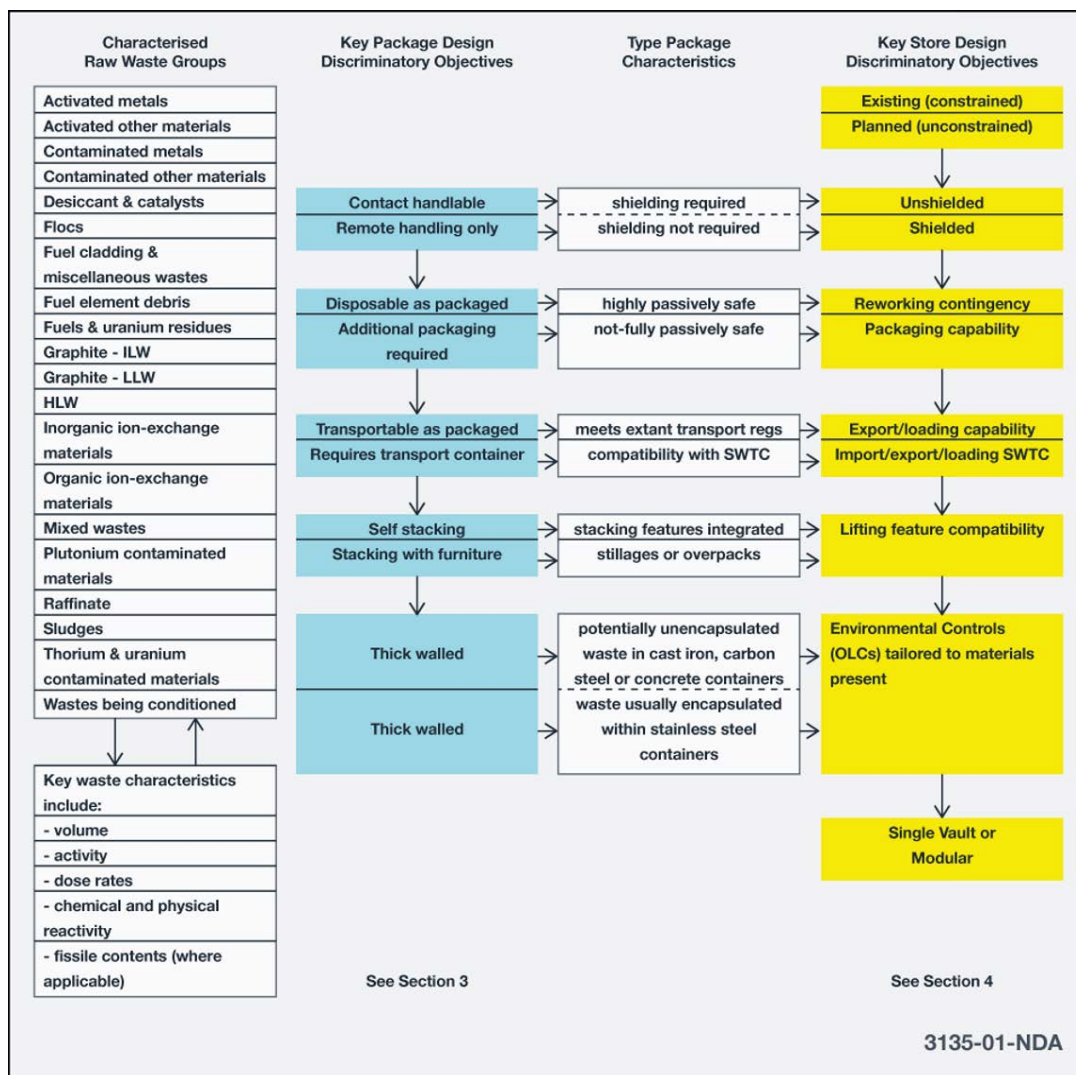 Characterised
Raw Waste Groups
Activated metals
Activated other materials
Contaminated metals
Contaminated other materials
Desiccant & catalysts
Flocs
Fuel cladding &
miscellaneous wastes
Fuel element debris
Fuels & uranium residues
Graphite - ILW
Graphite - LLW
HLW
Inorganic ion-exchange
materials
Organic ion-exchange
materials
Mixed wastes
Plutonium contaminated
materials
Raffinate
Sludges
Thorium & uranium
contaminated materials
Wastes being conditioned
Key waste characteristics
include:
- volume
- activity
- dose rates
- chemical and physical
reactivity
- fissile contents (where
applicable)
Key Package Design
Discriminatory Objectives
Contact handlable
Remote handling only
Disposable as packaged
Additional packaging
required
Transportable as packaged
Requires transport container
Self stacking
Stacking with furniture
Thick walled
Thick walled
See Section 3
Type Package
Characteristics
shielding required
shielding not required
highly passively safe
not-fully passively safe
meets extant transport regs
compatibility with SWTC
stacking features integrated
stillages or overpacks
potentially unencapsulated
waste in cast iron, carbon
steel or concrete containers
waste usually encapsulated
within stainless steel
containers
Key Store Design
Discriminatory Objectives
Existing (constrained)
Planned (unconstrained)
Unshielded
Shielded
Reworking contingency
Packaging capability
Export/loading capability
Import/export/loading SWTC
Lifting feature compatibility
Environmental Controls
(OLCs) tailored to materials
present
Single Vault or
Modular
See Section 4
3135-01-NDA